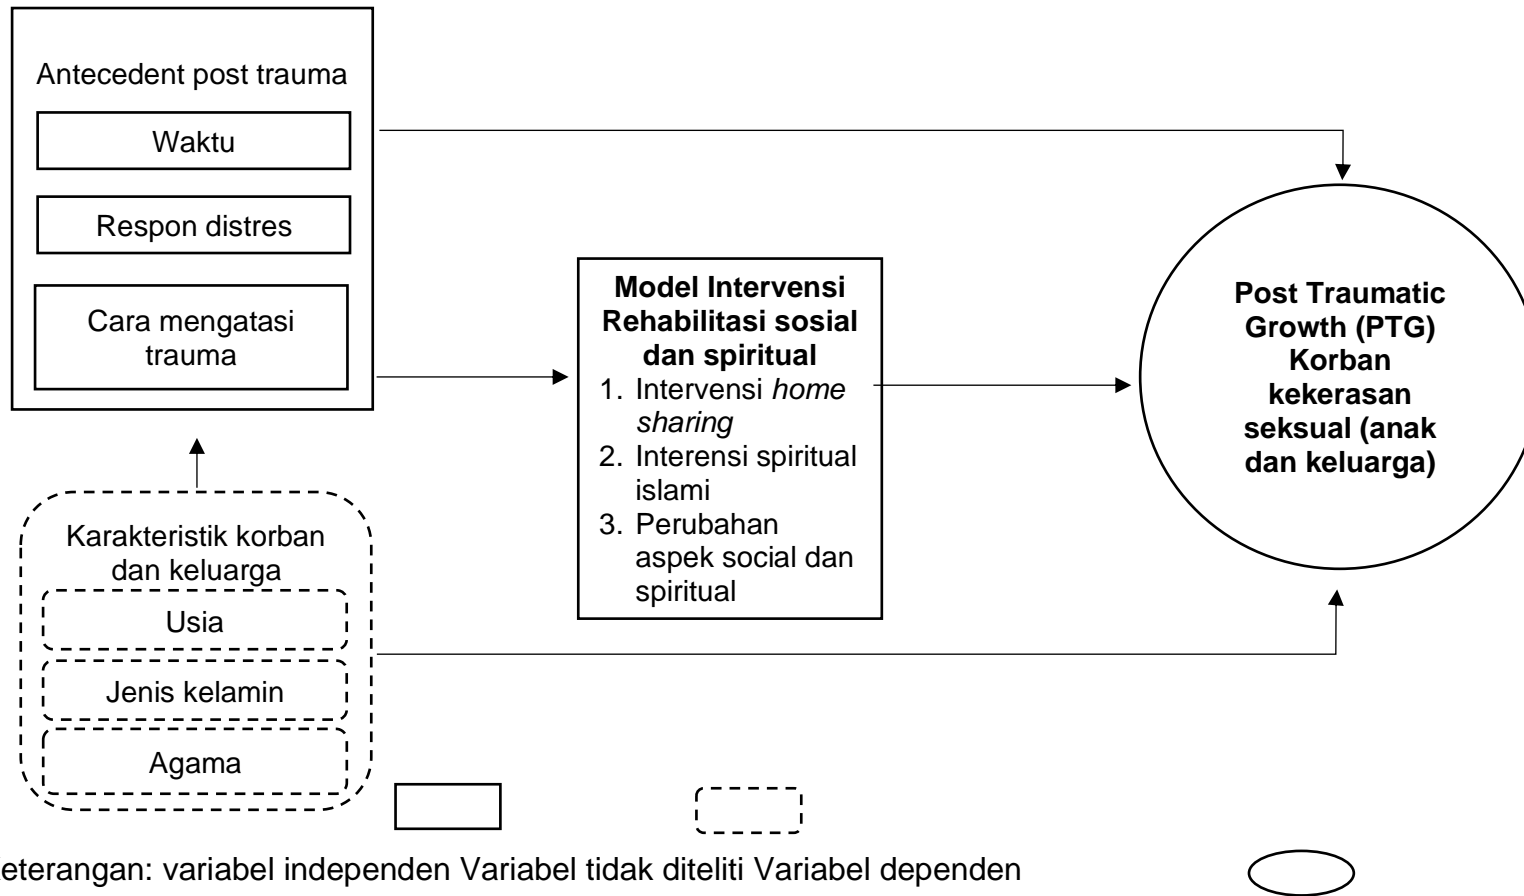 Antecedent post trauma
Waktu
Respon distres
Cara mengatasi
trauma
Karakteristik korban
dan keluarga
Usia
Jenis kelamin
Agama
Model Intervensi
Rehabilitasi sosial
dan spiritual
1. Intervensi home
sharing
2. Interensi spiritual
islami
3. Perubahan
aspek social dan
spiritual
Post Traumatic
Growth (PTG)
Korban
kekerasan
seksual (anak
dan keluarga)
eterangan: variabel independen Variabel tidak diteliti Variabel dependen